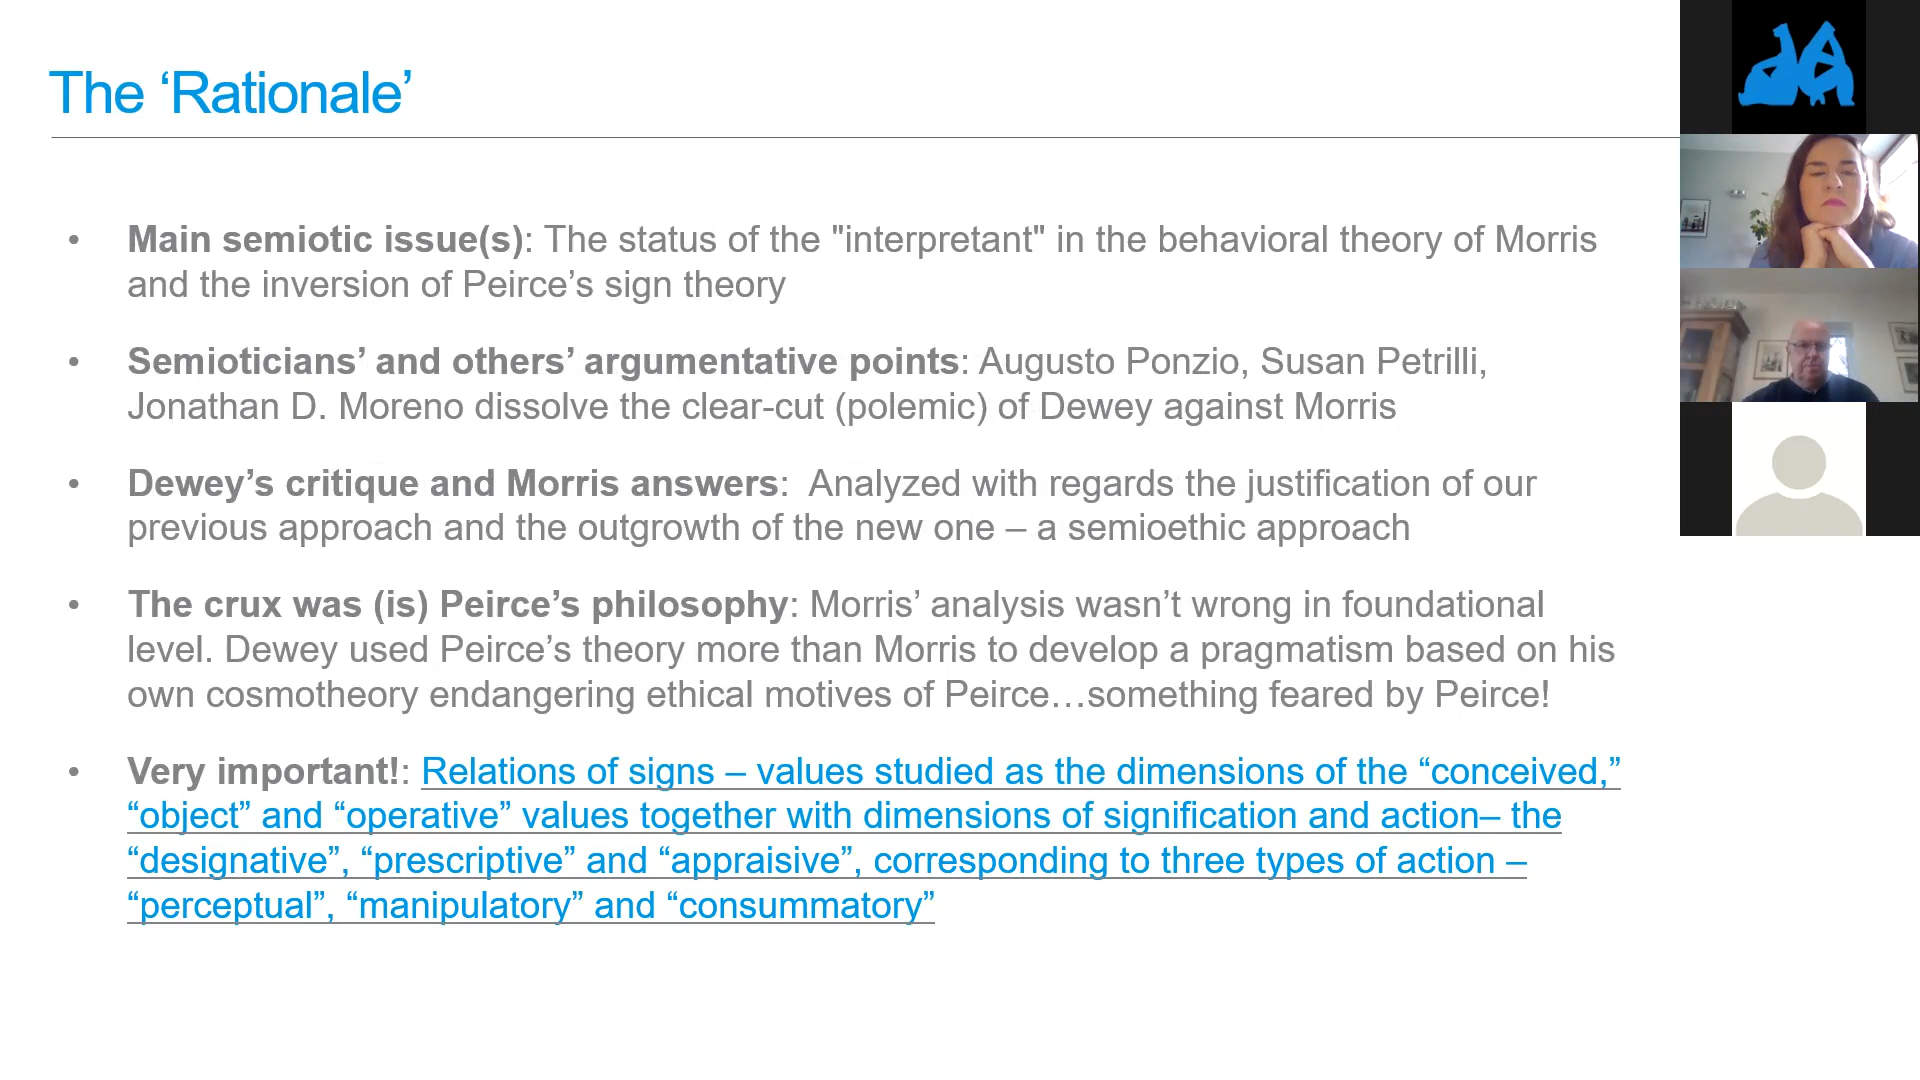 The ‘Rationale’
• Main semiotic issue(s): The status of the "interpretant" in the behavioral theory of Morris
and the inversion of Peirce’s sign theory
• Semioticians’ and others’ argumentative points: Augusto Ponzio, Susan Petrilli,
Jonathan D. Moreno dissolve the clear-cut (polemic) of Dewey against Morris
• Dewey’s critique and Morris answers:  Analyzed with regards the justification of our
previous approach and the outgrowth of the new one – a semioethic approach
• The crux was (is) Peirce’s philosophy: Morris’ analysis wasn’t wrong in foundational
level. Dewey used Peirce’s theory more than Morris to develop a pragmatism based on his
own cosmotheory endangering ethical motives of Peirce…something feared by Peirce!
• Very important!: Relations of signs – values studied as the dimensions of the “conceived,”
“object” and “operative” values together with dimensions of signification and action– the
“designative”, “prescriptive” and “appraisive”, corresponding to three types of action –
“perceptual”, “manipulatory” and “consummatory”